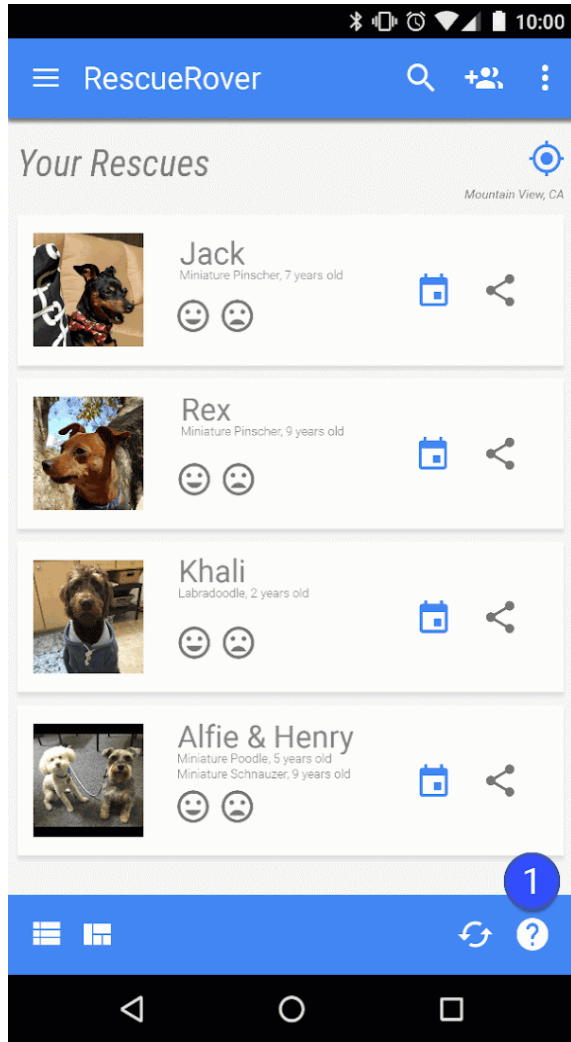 10:00
RescueRover
Your Rescues
Mountain View, CA
Jack
Miniature Pinscher, 7 years old
Rex
Miniature Pinscher, 9 years old
Khali
Labradoodle, 2 years old
Alfie & Henry
Miniature Poodle, 5 years old
Miniature Schnauzer, 9 years old
1
?